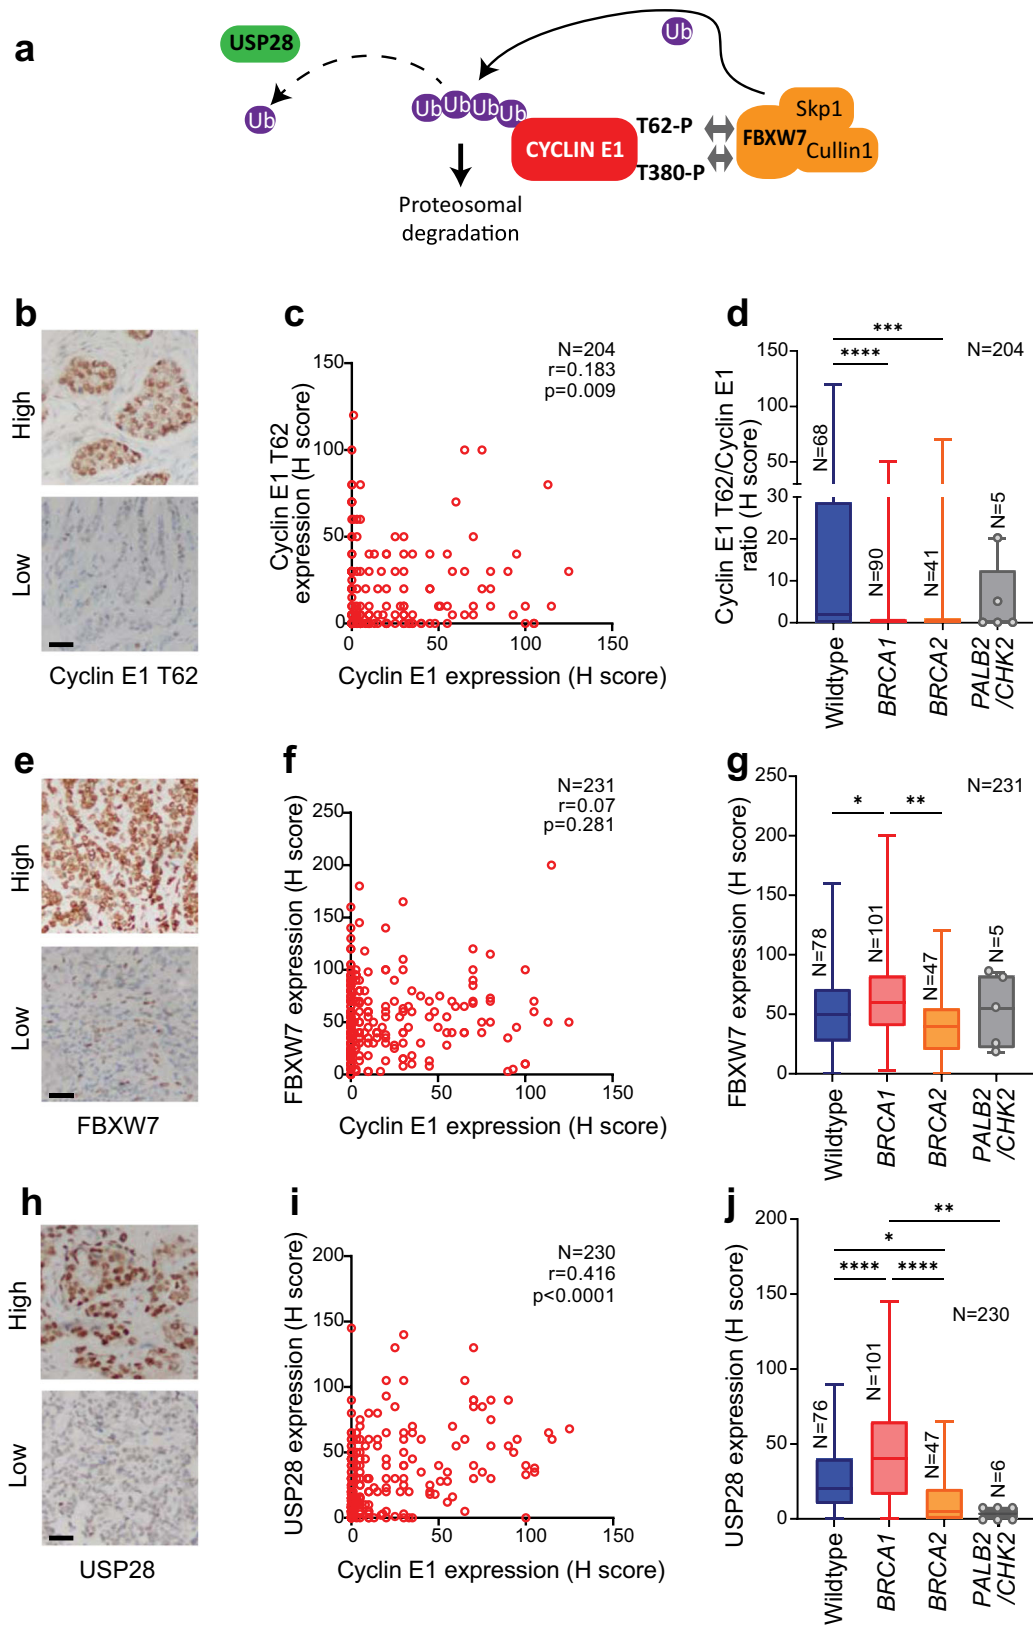 a
USP28
Ub
Ub
Ub
Ub
Ub
Ub
CYCLIN E1
T62-P
T380-P
FBXW7
Skp1
Cullin1
Proteosomal
degradation
b
High
Low
Cyclin E1 T62
c
N=204
r=0.183
p=0.009
Cyclin E1 T62
expression (H score)
150
100
50
0
0
50
100
150
Cyclin E1 expression (H score)
d
***
****
N=204
Cyclin E1 T62/Cyclin E1
ratio (H score)
150
100
50
30
20
10
0
N=68
N=90
N=41
N=5
Wildtype
BRCA1
BRCA2
PALB2
/CHK2
e
High
Low
FBXW7
f
N=231
r=0.07
p=0.281
FBXW7 expression (H score)
250
200
150
100
50
0
0
50
100
150
Cyclin E1 expression (H score)
g
N=231
*
**
FBXW7 expression (H score)
250
200
150
100
50
0
N=78
N=101
N=47
N=5
Wildtype
BRCA1
BRCA2
PALB2
/CHK2
h
High
Low
USP28
i
N=230
r=0.416
p<0.0001
USP28 expression (H score)
200
150
100
50
0
0
50
100
150
Cyclin E1 expression (H score)
j
**
*
****
****
N=230
USP28 expression (H score)
200
150
100
50
0
N=76
N=101
N=47
N=6
Wildtype
BRCA1
BRCA2
PALB2
/CHK2